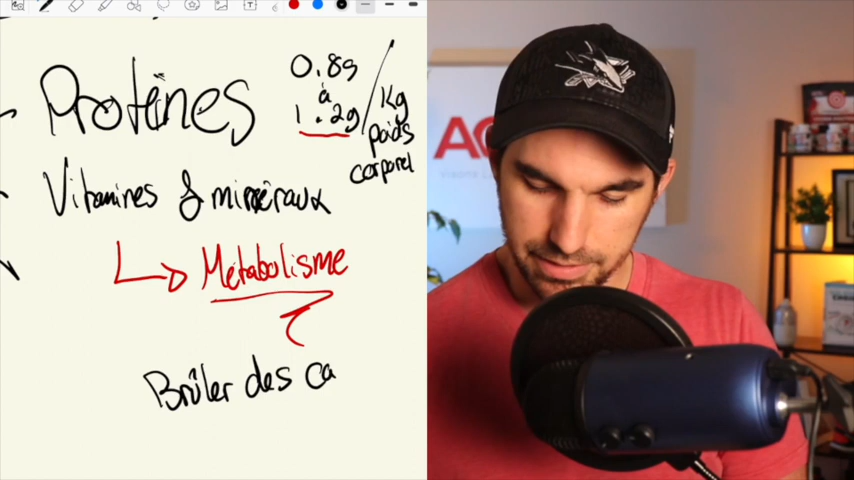 Protéines
0.8g
à
1.2g / Kg
poids
corporel
Vitamines & minéraux
Métabolisme
Brûler des ca